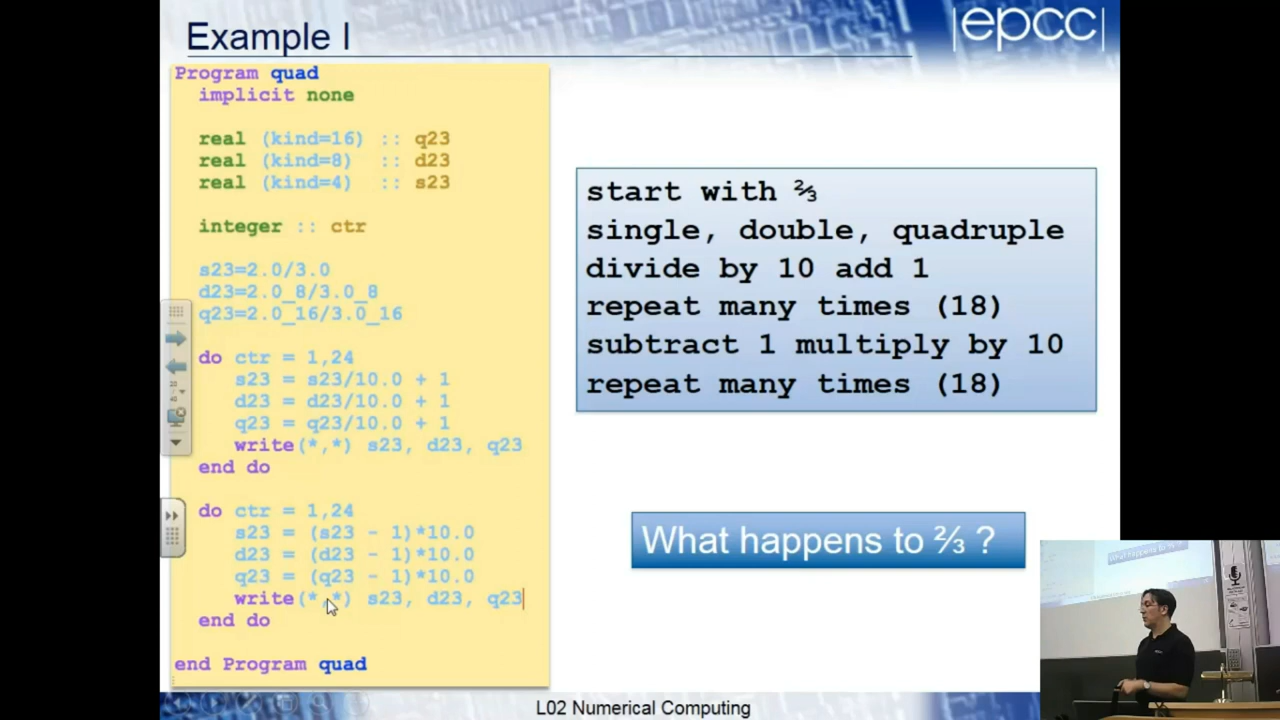 Example I
|epcc|
Program quad
implicit none
real (kind=16) :: q23
real (kind=8) :: d23
real (kind=4) :: s23
integer :: ctr
s23=2.0/3.0
d23=2.0_8/3.0_8
q23=2.0_16/3.0_16
do ctr = 1,24
s23 = s23/10.0 + 1
d23 = d23/10.0 + 1
q23 = q23/10.0 + 1
write(*,*) s23, d23, q23
end do
do ctr = 1,24
s23 = (s23 - 1)*10.0
d23 = (d23 - 1)*10.0
q23 = (q23 - 1)*10.0
write(*,*) s23, d23, q23
end do
end Program quad
start with ⅔
single, double, quadruple
divide by 10 add 1
repeat many times (18)
subtract 1 multiply by 10
repeat many times (18)
What happens to ⅔ ?
L02 Numerical Computing